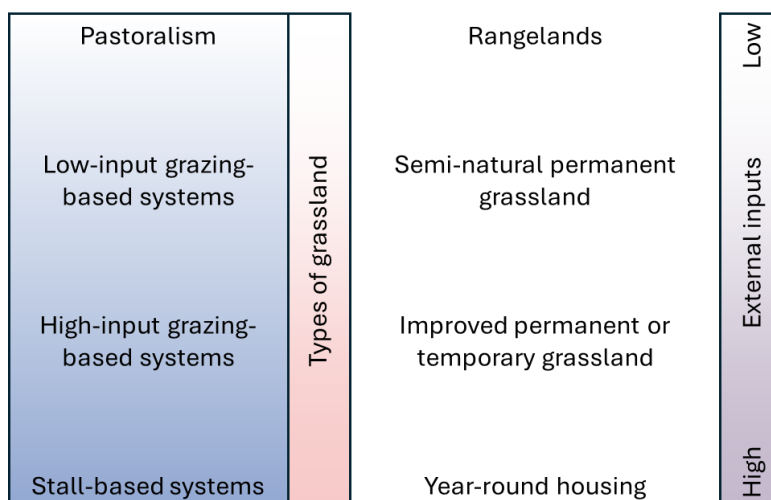 Pastoralism
Low-input grazing-
based systems
High-input grazing-
based systems
Stall-based systems
Types of grassland
Rangelands
Semi-natural permanent
grassland
Improved permanent or
temporary grassland
Year-round housing
Low
External inputs
High